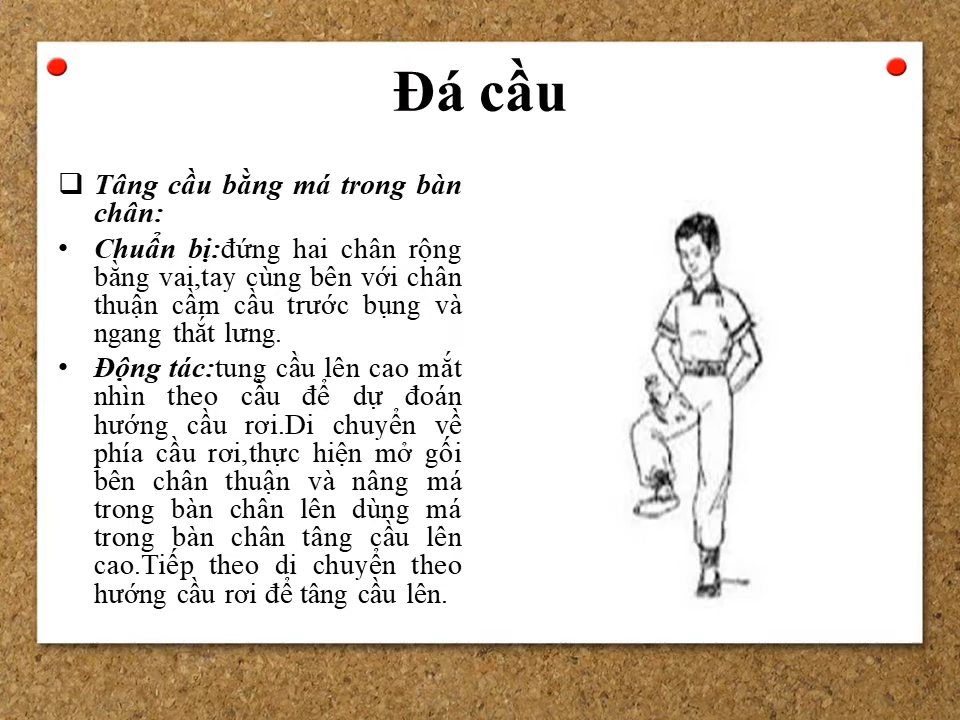 Đá cầu
Tâng cầu bằng má trong bàn
chân:
Chuẩn bị:đứng hai chân rộng
bằng vai,tay cùng bên với chân
thuận cầm cầu trước bụng và
ngang thắt lưng.
Động tác:tung cầu lên cao mắt
nhìn theo cầu để dự đoán
hướng cầu rơi.Di chuyển về
phía cầu rơi,thực hiện mở gối
bên chân thuận và nâng má
trong bàn chân lên dùng má
trong bàn chân tâng cầu lên
cao.Tiếp theo di chuyển theo
hướng cầu rơi để tâng cầu lên.